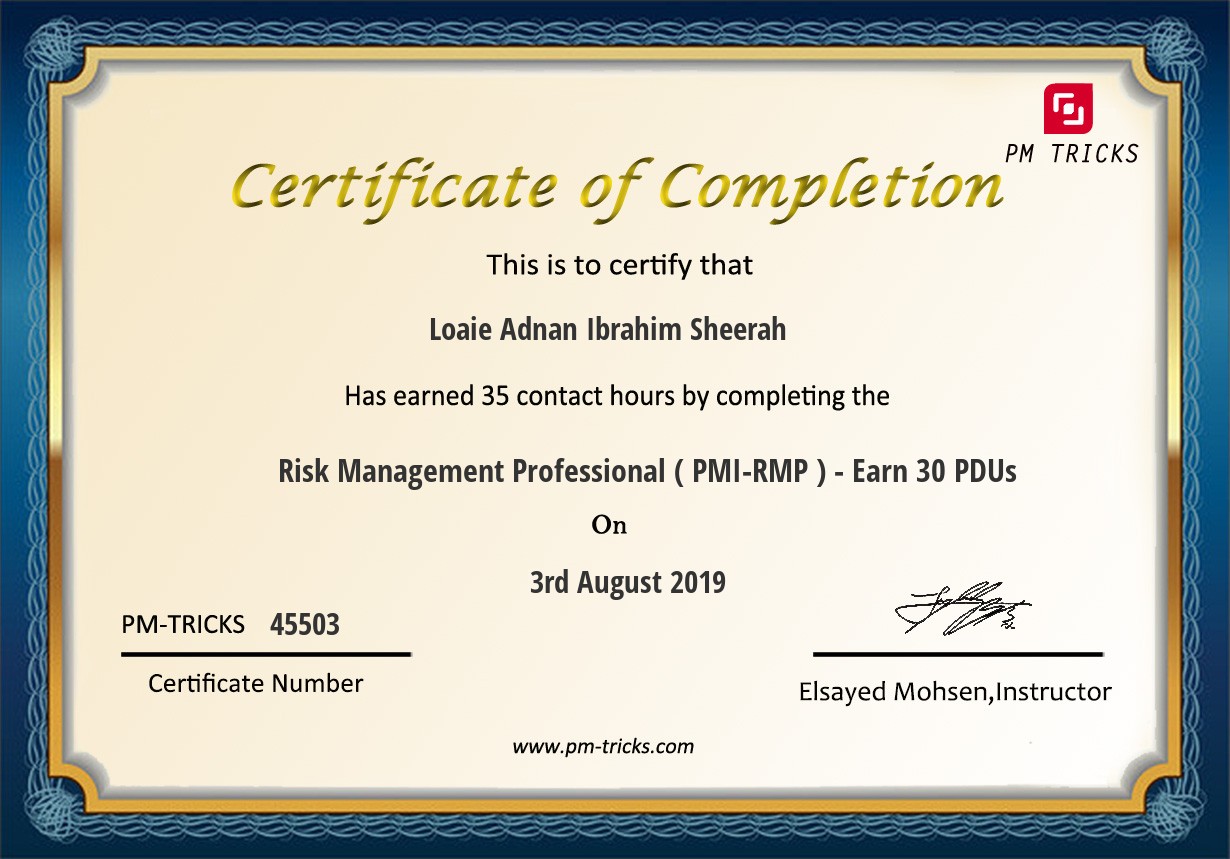 PM TRICKS
Certificate of Completion
This is to certify that
Loaie Adnan Ibrahim Sheerah
Has earned 35 contact hours by completing the
Risk Management Professional ( PMI-RMP ) - Earn 30 PDUs
On
3rd August 2019
PM-TRICKS 45503
Certificate Number
Elsayed Mohsen,Instructor
www.pm-tricks.com